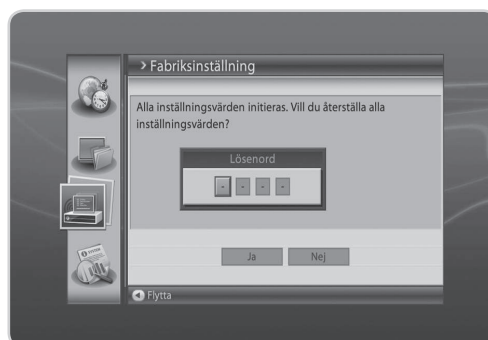 > Fabriksinställning
Alla inställningsvärden initieras. Vill du återställa alla
inställningsvärden?
Lösenord
- - - -
Ja Nej
Flytta